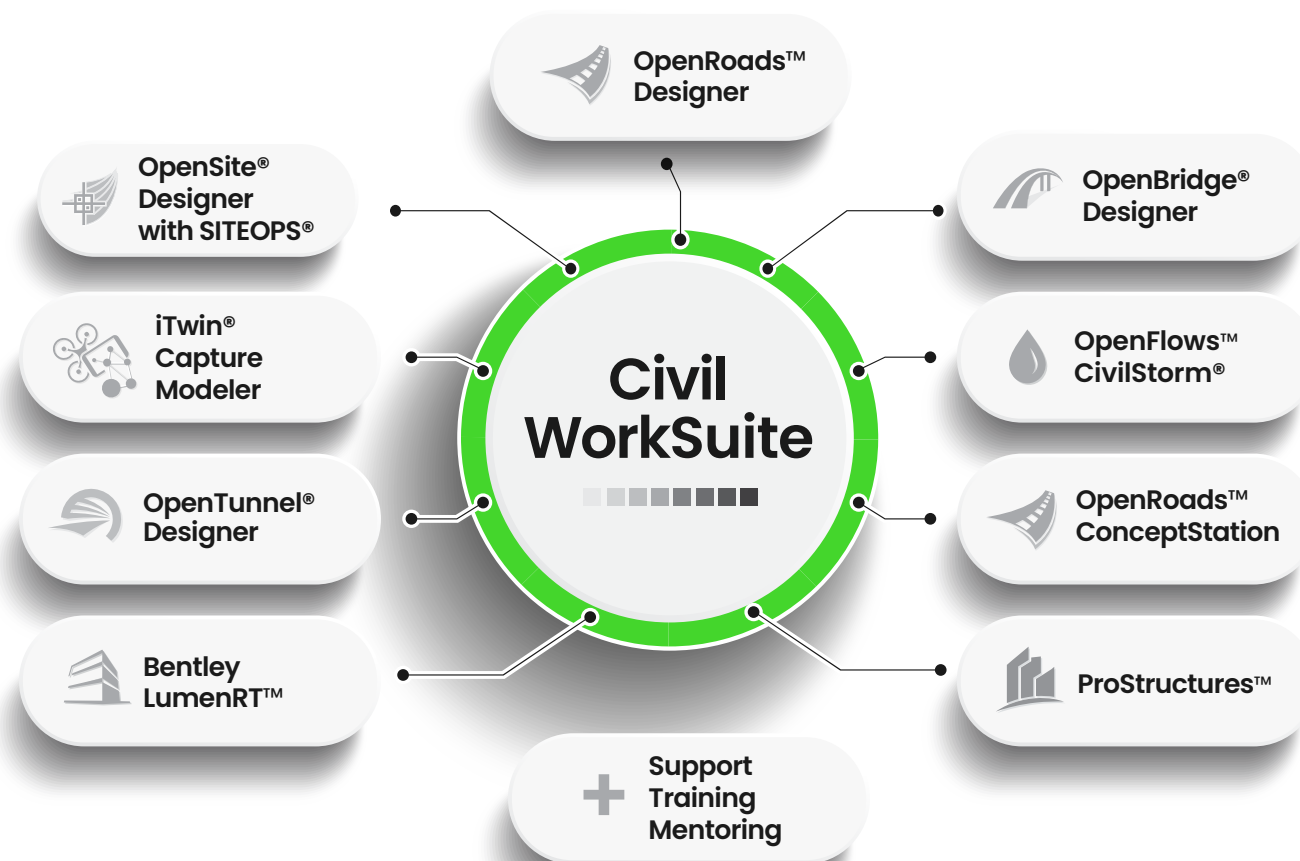 OpenRoads™
Designer
OpenSite®
Designer
with SITEOPS®
OpenBridge®
Designer
iTwin®
Capture
Modeler
OpenFlows™
CivilStorm®
Civil
WorkSuite
OpenTunnel®
Designer
OpenRoads™
ConceptStation
Bentley
LumenRT™
ProStructures™
Support
Training
Mentoring